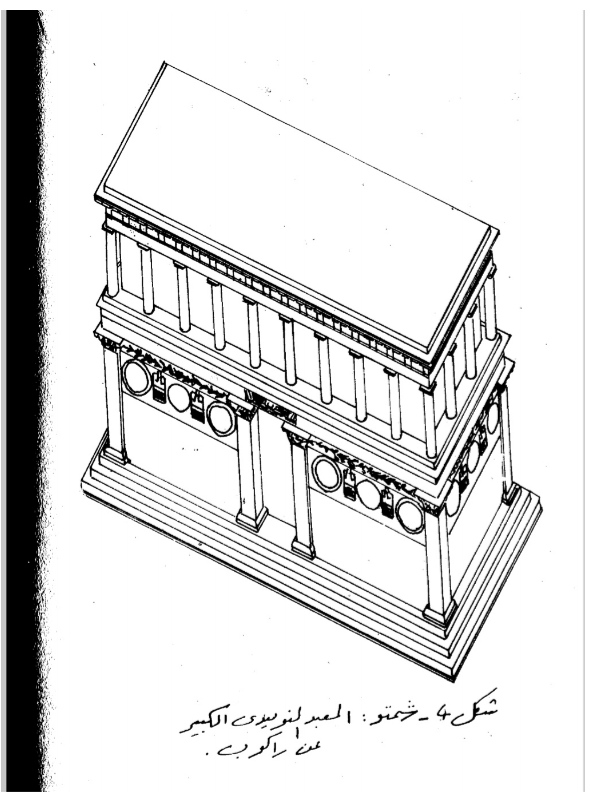 شكل 4 - شمتو : المعبد النوميدي الكبير
عن راكوب .